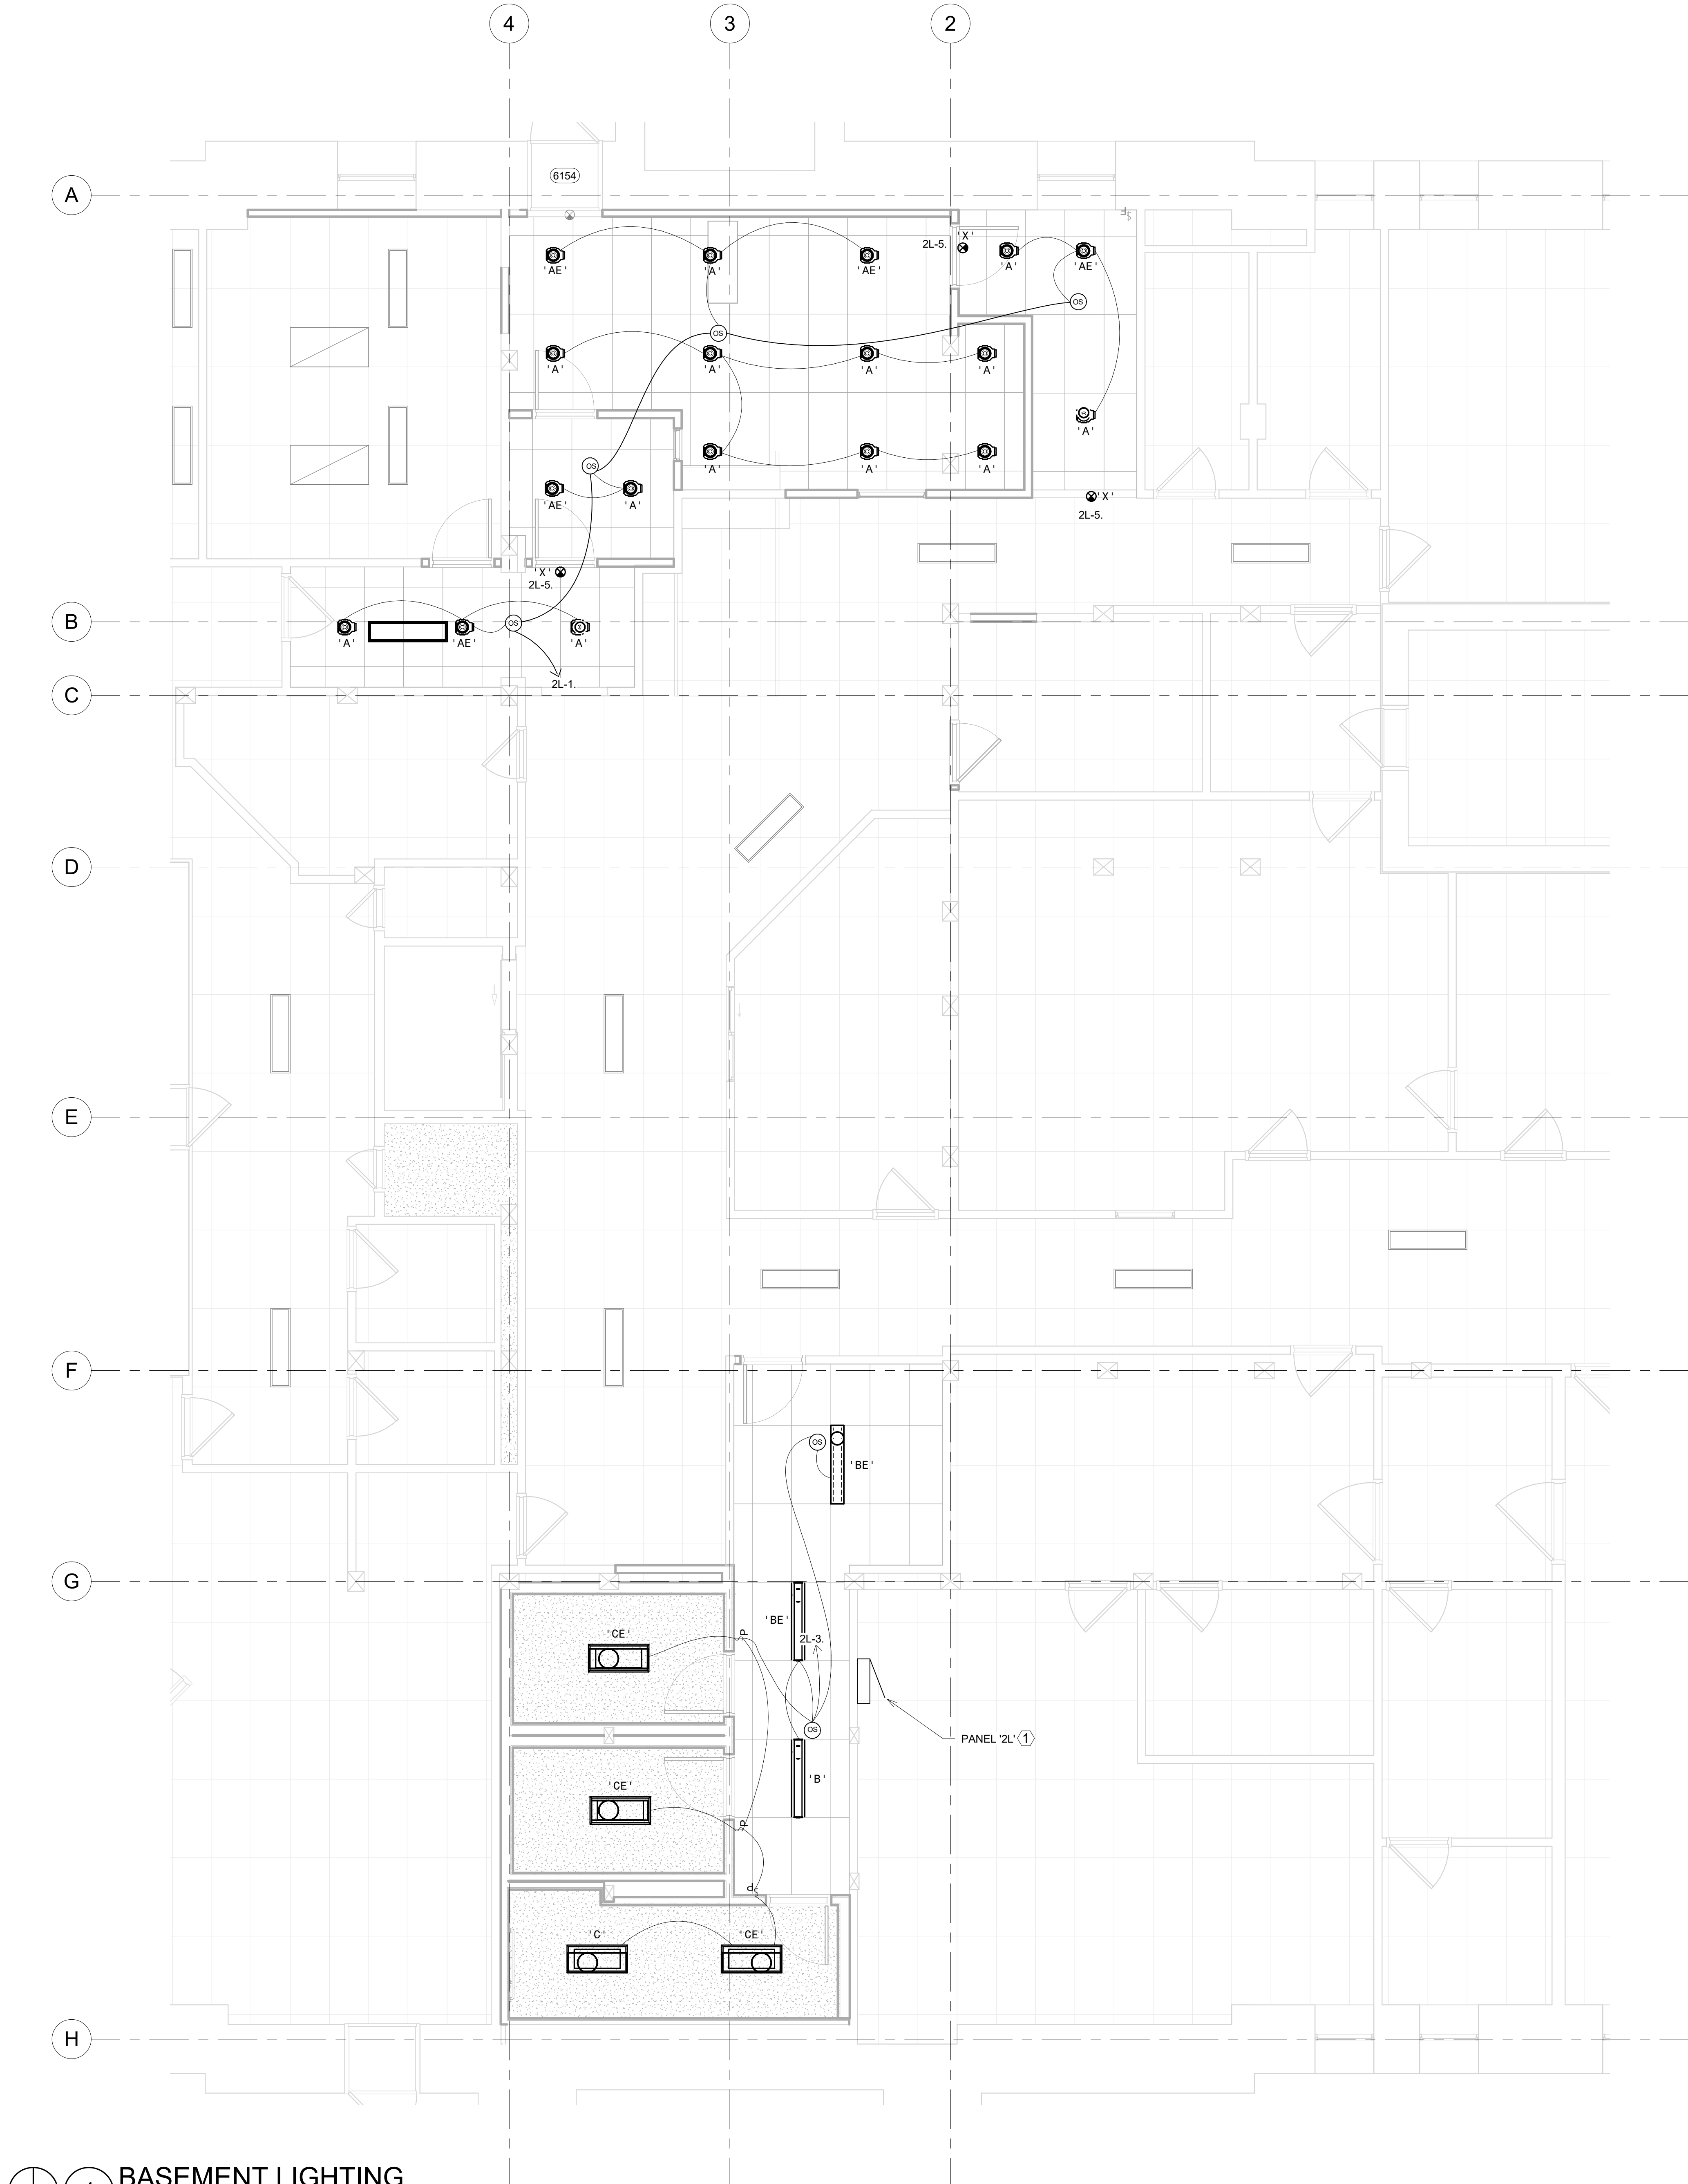 4
3
2
A
6154
2L-5.
'X'
'AE'
'A'
'AE'
'A'
'AE'
OS
OS
'A'
'A'
'A'
'A'
'A'
OS
'A'
'A'
'A'
'AE'
'A'
'X'
2L-5.
'X'
2L-5.
B
OS
'A'
'AE'
'A'
2L-1.
C
D
E
F
OS
'BE'
G
'BE'
'CE'
P
2L-3.
OS
PANEL '2L' 1
'CE'
'B'
P
P
'C'
'CE'
H
BASEMENT LIGHTING